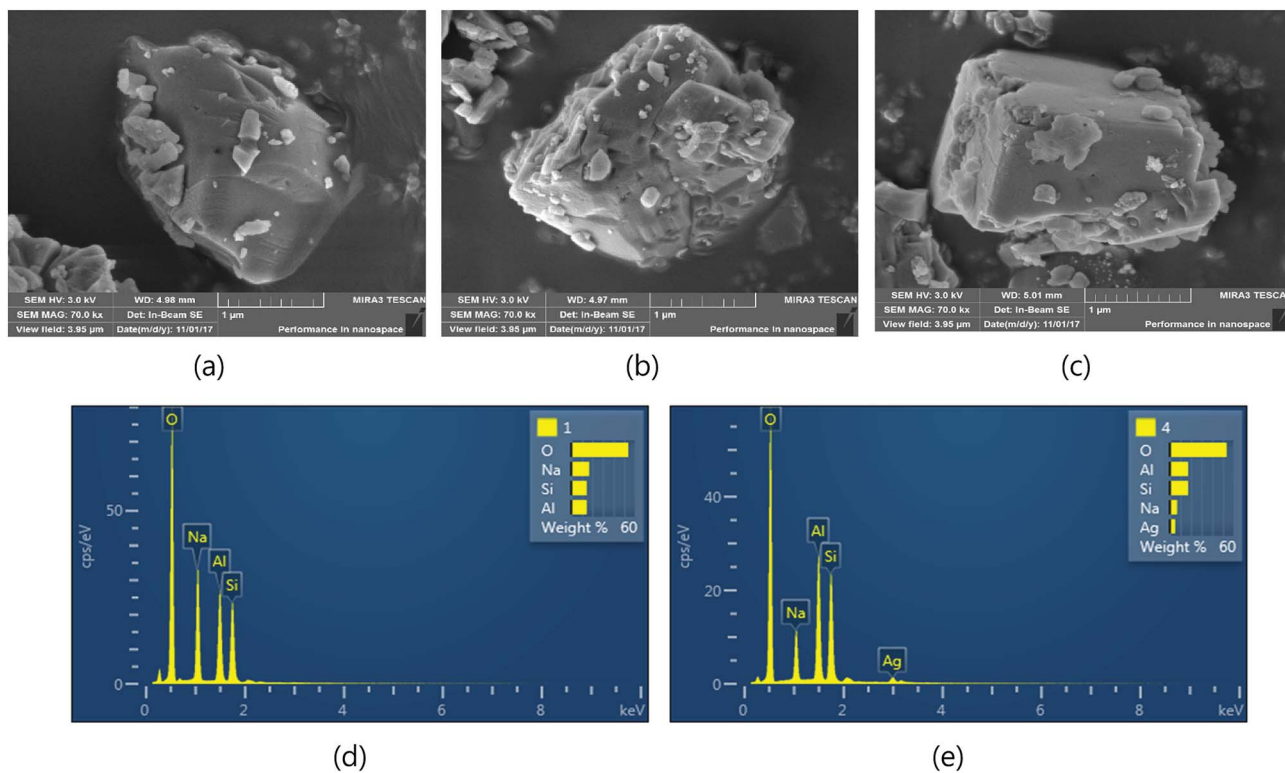 SEM HV: 3.0 kV WD: 4.98 mm MIRA3 TESCAN
SEM MAG: 70.0 kx Det: In-Beam SE 1 µm
View field: 3.95 µm Date(m/d/y): 11/01/17 Performance in nanospace
SEM HV: 3.0 kV WD: 4.97 mm MIRA3 TESCAN
SEM MAG: 70.0 kx Det: In-Beam SE 1 µm
View field: 3.95 µm Date(m/d/y): 11/01/17 Performance in nanospace
SEM HV: 3.0 kV WD: 5.01 mm MIRA3 TESCAN
SEM MAG: 70.0 kx Det: In-Beam SE 1 µm
View field: 3.95 µm Date(m/d/y): 11/01/17 Performance in nanospace
(a) (b) (c)
O
Na
Al
Si
cps/eV
50
0
0 2 4 6 8 keV
1
O
Na
Si
Al
Weight % 60
O
Na
Al
Si
Ag
cps/eV
40
20
0
0 2 4 6 8 keV
4
O
Al
Si
Na
Ag
Weight % 60
(d) (e)